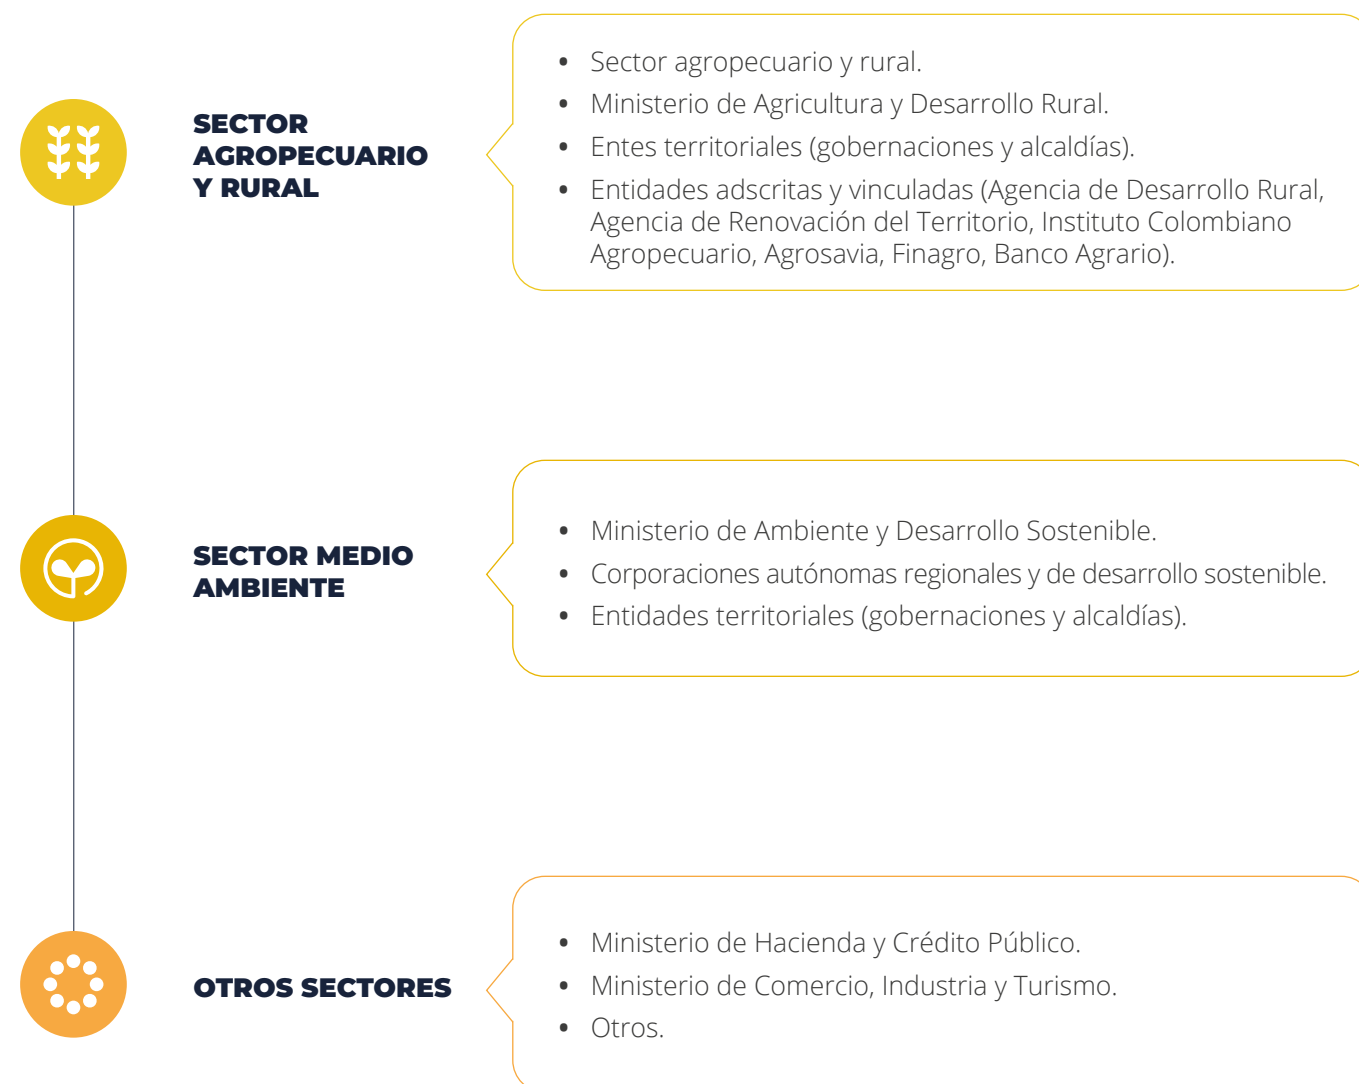 SECTOR
AGROPECUARIO
Y RURAL
• Sector agropecuario y rural.
• Ministerio de Agricultura y Desarrollo Rural.
• Entes territoriales (gobernaciones y alcaldías).
• Entidades adscritas y vinculadas (Agencia de Desarrollo Rural,
Agencia de Renovación del Territorio, Instituto Colombiano
Agropecuario, Agrosavia, Finagro, Banco Agrario).
SECTOR MEDIO
AMBIENTE
• Ministerio de Ambiente y Desarrollo Sostenible.
• Corporaciones autónomas regionales y de desarrollo sostenible.
• Entidades territoriales (gobernaciones y alcaldías).
OTROS SECTORES
• Ministerio de Hacienda y Crédito Público.
• Ministerio de Comercio, Industria y Turismo.
• Otros.